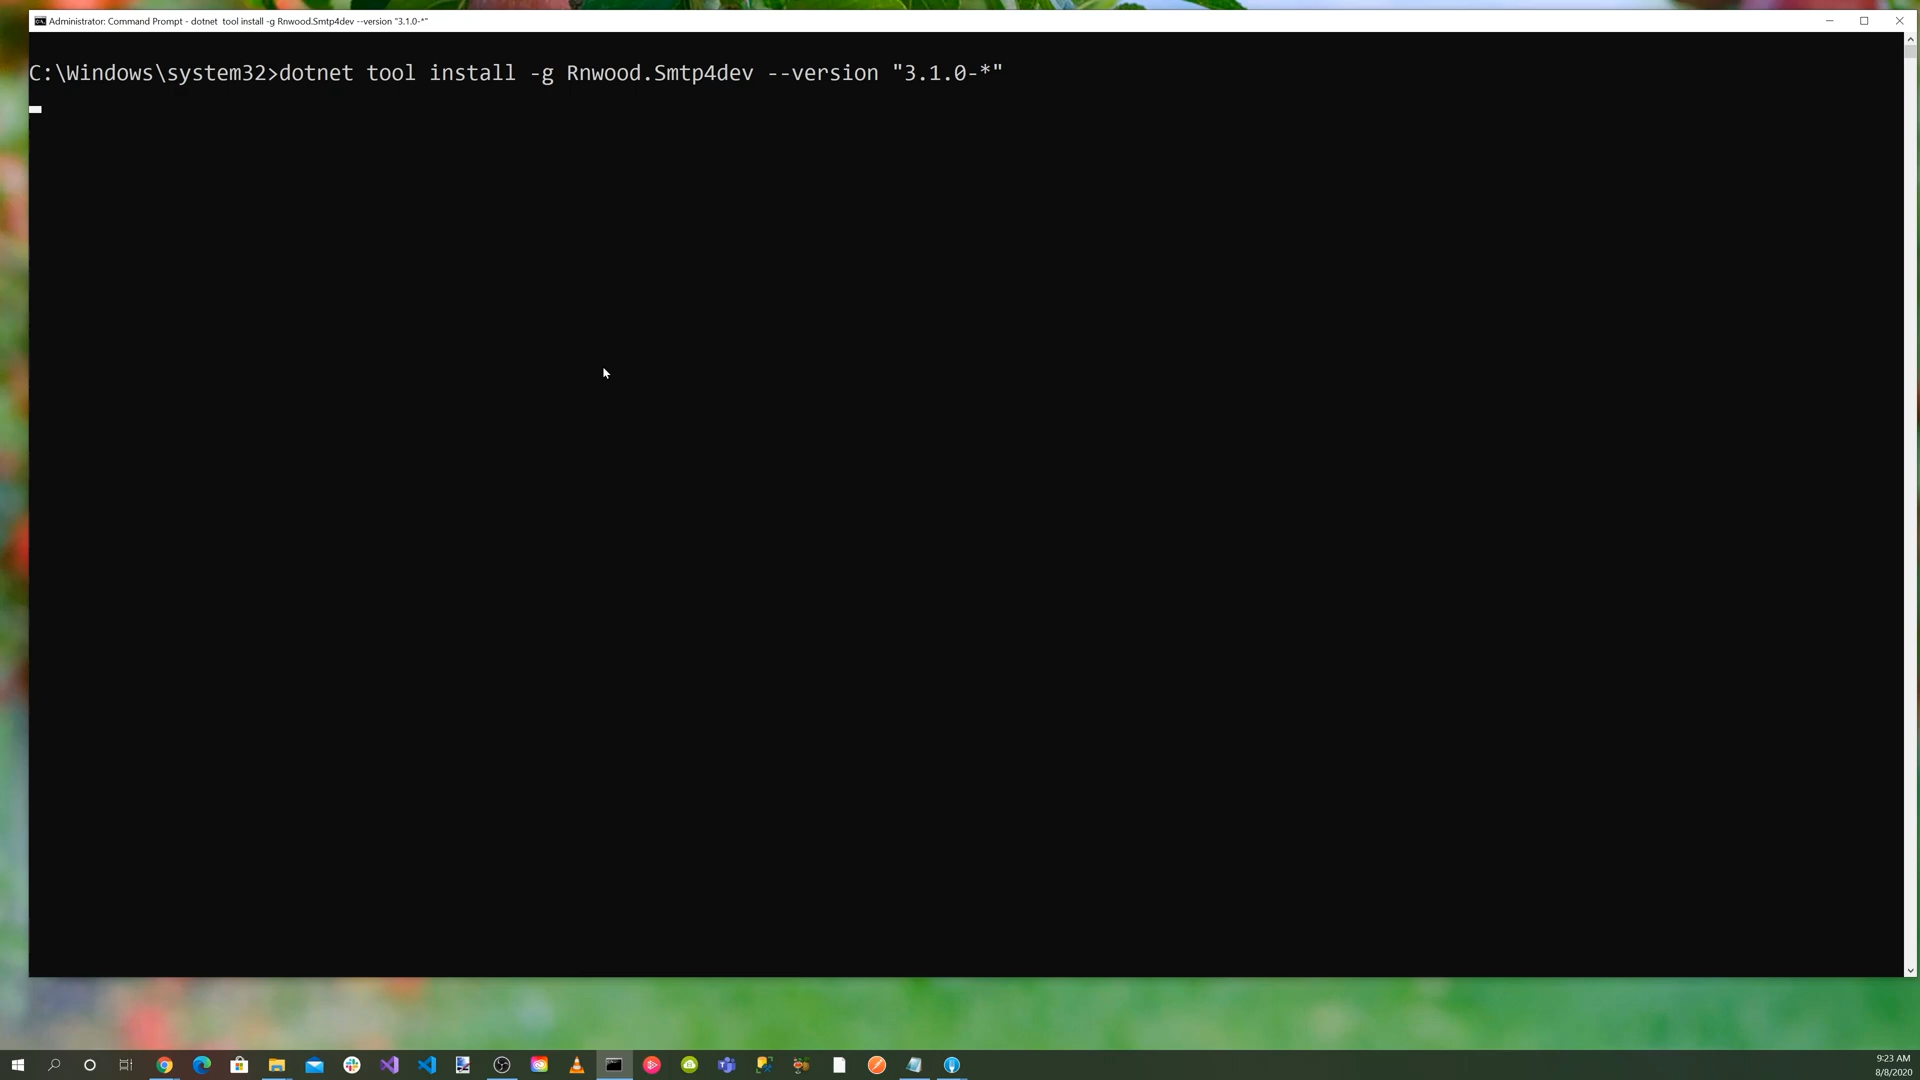 Administrator: Command Prompt - dotnet  tool install -g Rnwood.Smtp4dev --version "3.1.0-*"
C:\Windows\system32>dotnet tool install -g Rnwood.Smtp4dev --version "3.1.0-*"
9:23 AM
8/8/2020